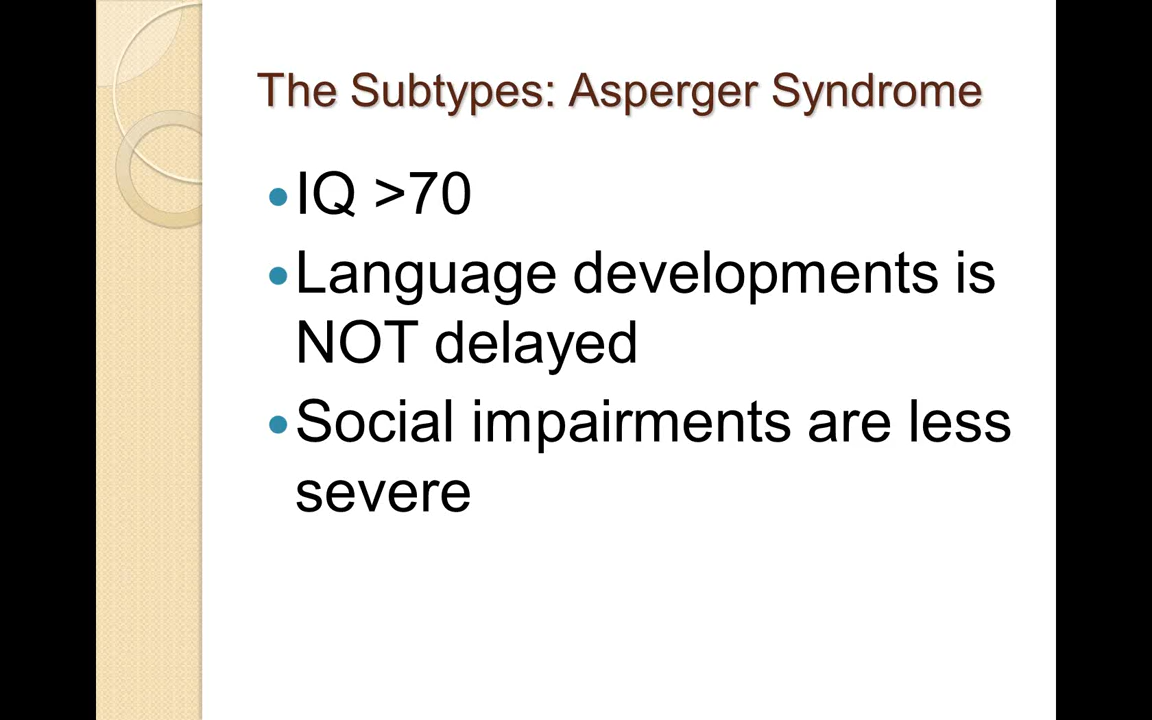 The Subtypes: Asperger Syndrome
•IQ >70
•Language developments is
NOT delayed
•Social impairments are less
severe